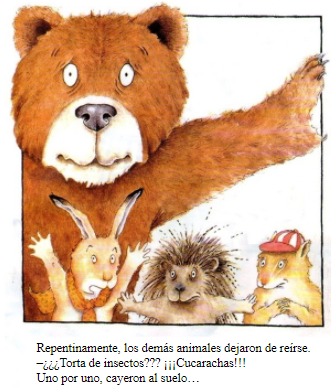 Repentinamente, los demás animales dejaron de reírse.
–¿¿¿Torta de insectos??? ¡¡¡Cucarachas!!!
Uno por uno, cayeron al suelo…